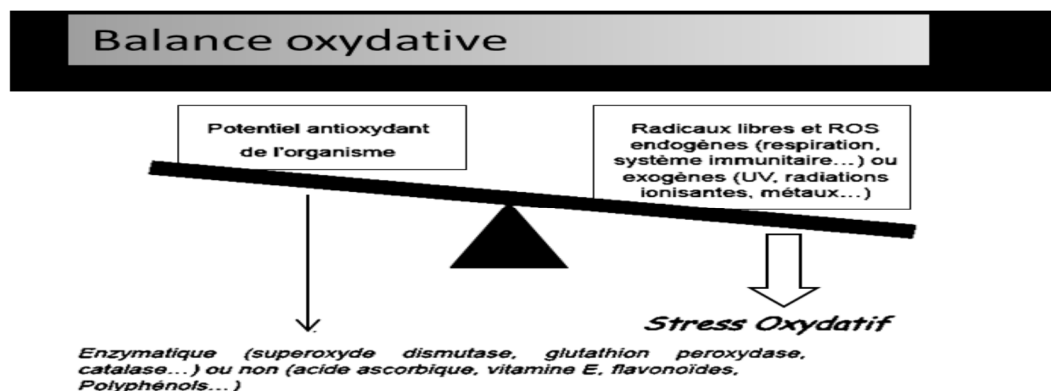 Balance oxydative
Potentiel antioxydant
de l'organisme
Radicaux libres et ROS
endogènes (respiration,
système immunitaire...) ou
exogènes (UV, radiations
ionisantes, métaux...)
Stress Oxydatif
Enzymatique (superoxyde dismutase, glutathion peroxydase,
catalase...) ou non (acide ascorbique, vitamine E, flavonoïdes,
Polyphénols...)